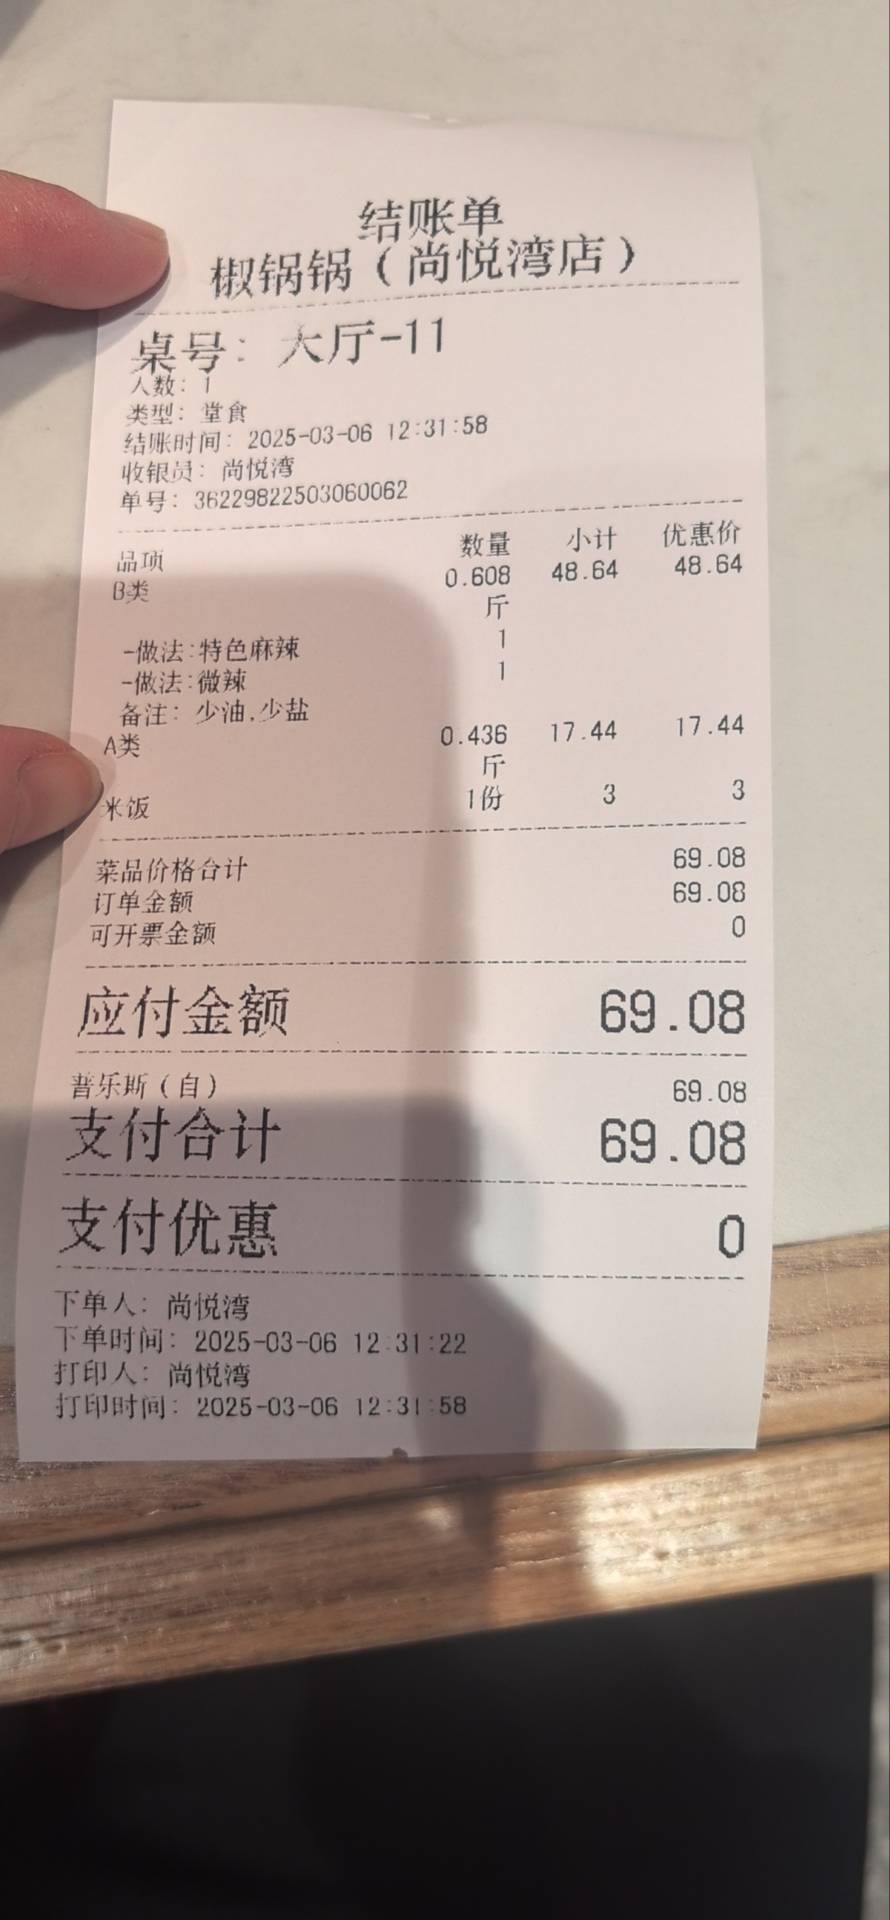 结账单
椒锅锅（尚悦湾店）
桌号：大厅-11
人数：1
类型：堂食
结账时间：2025-03-06 12:31:58
收银员：尚悦湾
单号：36229822503060062
品项 数量 小计 优惠价
B类 0.608 48.64 48.64
斤
-做法:特色麻辣 1
-做法:微辣 1
备注：少油,少盐
A类 0.436 17.44 17.44
斤
米饭 1份 3 3
菜品价格合计 69.08
订单金额 69.08
可开票金额 0
应付金额 69.08
普乐斯（自） 69.08
支付合计 69.08
支付优惠 0
下单人：尚悦湾
下单时间：2025-03-06 12:31:22
打印人：尚悦湾
打印时间：2025-03-06 12:31:58